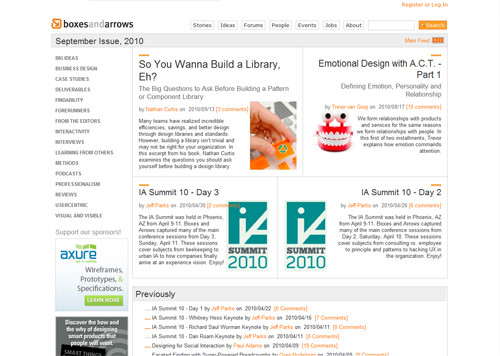 Register or Log In
boxesandarrows
Stories Ideas Forums People Events Jobs About Search
September Issue, 2010
Main Feed
BIG IDEAS
BUSINESS DESIGN
CASE STUDIES
DELIVERABLES
FINDABILITY
FORERUNNERS
FROM THE EDITORS
INTERACTIVITY
INTERVIEWS
LEARNING FROM OTHERS
METHODS
PODCASTS
PROFESSIONALISM
REVIEWS
USERCENTRIC
VISUAL AND VISIBLE
Support our sponsors!
axure
Wireframes,
Prototypes, &
Specifications.
LEARN MORE
Discover the how and
the why of designing
smart products that
people will love.
SMART THINGS
So You Wanna Build a Library,
Eh?
The Big Questions to Ask Before Building a Pattern
or Component Library
by Nathan Curtis on 2010/09/13 [3 comments]
Many teams have realized incredible
efficiencies, savings, and better design
through design libraries and standards.
However, building a library isn't trivial and
may not be right for your organization. In
this excerpt from his book, Nathan Curtis
examines the questions you should ask
yourself before building a design library.
Emotional Design with A.C.T. -
Part 1
Defining Emotion, Personality and
Relationship
by Trevor van Gorp on 2010/08/17 [16 comments]
We form relationships with products
and services for the same reasons
we form relationships with people. In
this first of two installments, Trevor
explains how emotion commands
attention.
IA Summit 10 - Day 3
by Jeff Parks on 2010/04/30 [2 comments]
The IA Summit was held in Phoenix,
AZ from April 9-11. Boxes and
Arrows captured many of the main
conference sessions from Day 3,
Sunday, April 11. These sessions
cover subjects from beekeeping to
urban IA to how companies finally
arrive at an experience vision. Enjoy!
iA
SUMMIT
2010
IA Summit 10 - Day 2
by Jeff Parks on 2010/04/26 [6 comments]
The IA Summit was held in Phoenix, AZ
from April 9-11. Boxes and Arrows
captured many of the main conference
sessions from Day 2, Saturday, April 10. These
sessions cover subjects from consulting vs. employee
to principle and patterns to hacking UX in
the organization. Enjoy!
iA
SUMMIT
2010
Previously
IA Summit 10 - Day 1 by Jeff Parks on 2010/04/22 [0 Comments]
IA Summit 10 - Whitney Hess Keynote by Jeff Parks on 2010/04/16 [7 Comments]
IA Summit 10 - Richard Saul Wurman Keynote by Jeff Parks on 2010/04/11 [0 Comments]
IA Summit 10 - Dan Roam Keynote by Jeff Parks on 2010/04/11 [6 Comments]
Designing for Social Interaction by Paul Adams on 2010/04/09 [15 Comments]
Faceted Finding with Super-Powered Breadcrumbs by